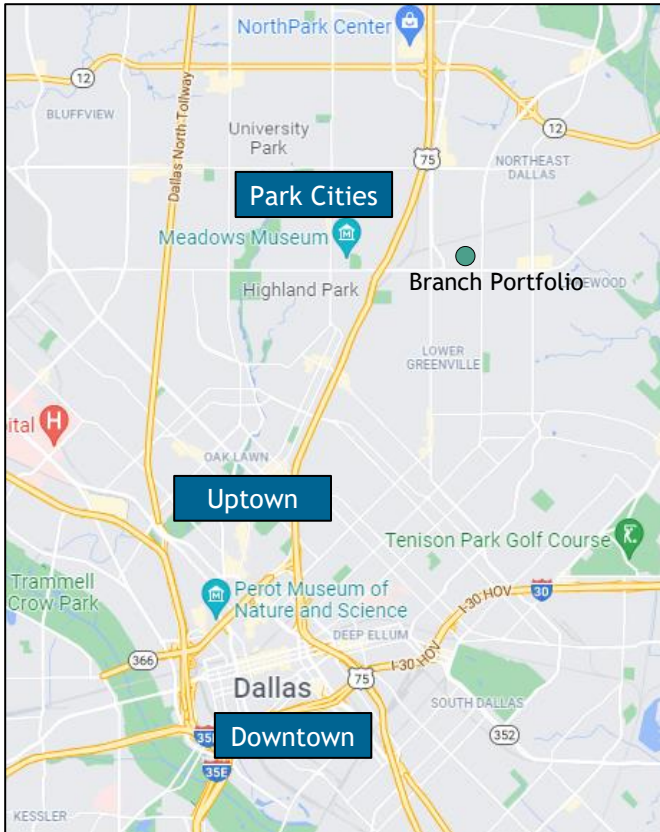 NorthPark Center
12
BLUFFVIEW
Dallas North Tollway
University
Park
12
75
NORTHEAST
DALLAS
Park Cities
Meadows Museum
Highland Park
Branch Portfolio
EWOOD
LOWER
GREENVILLE
ital
H
OAK LAWN
Uptown
Tenison Park Golf Course
Trammell
Crow Park
Perot Museum of
Nature and Science
I-30 HOV
30
DEEP ELLUM
366
I-30 HOV
75
Dallas
SOUTH DALLAS
Downtown
352
35E
KESSLER